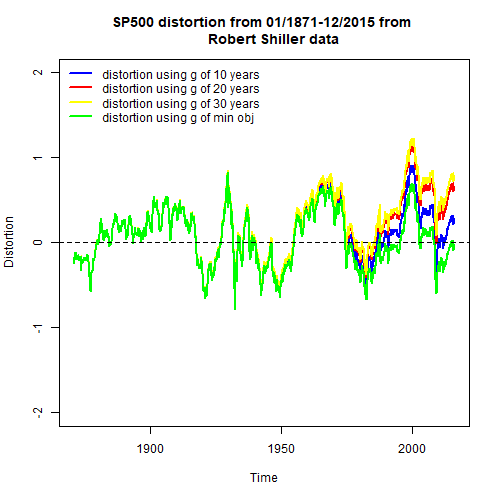 SP500 distortion from 01/1871-12/2015 from
Robert Shiller data
distortion using g of 10 years
distortion using g of 20 years
distortion using g of 30 years
distortion using g of min obj
Distortion
2
1
0
-1
-2
1900
1950
2000
Time